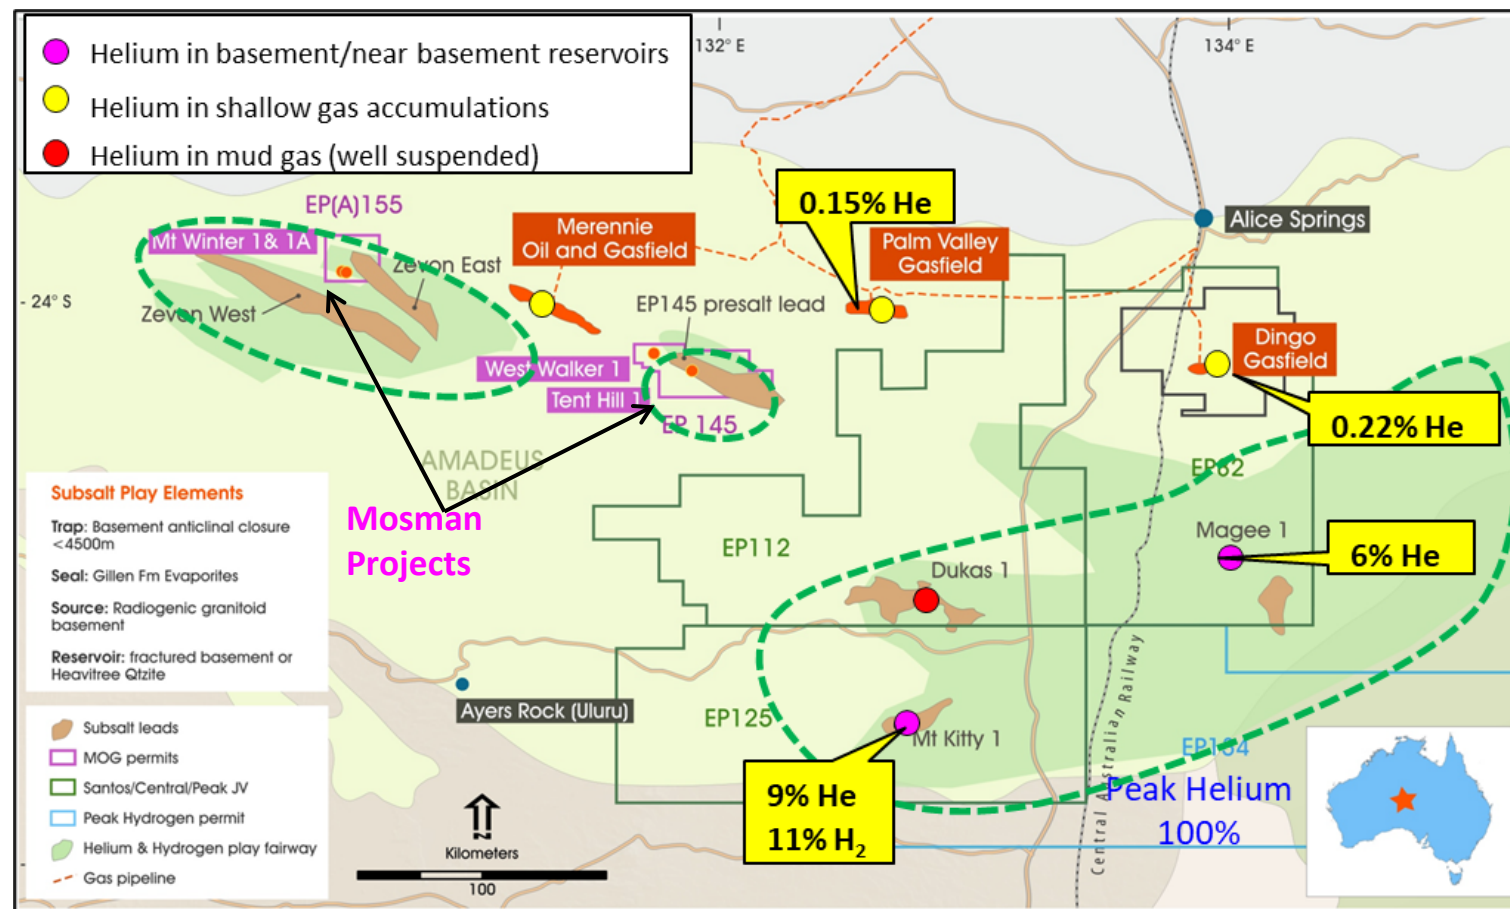 Helium in basement/near basement reservoirs
Helium in shallow gas accumulations
Helium in mud gas (well suspended)
132° E
134° E
EP(A)155
Mt Winter 1& 1A
Merennie
Oil and Gasfield
0.15% He
Palm Valley
Gasfield
Alice Springs
Zevon East
- 24° S
Zevon West
EP145 presalt lead
Dingo
Gasfield
West Walker 1
Tent Hill 1
EP 145
0.22% He
AMADEUS
BASIN
EP82
Mosman
Projects
Magee 1
6% He
EP112
Dukas 1
Subsalt Play Elements
Trap: Basement anticlinal closure
<4500m
Seal: Gillen Fm Evaporites
Source: Radiogenic granitoid
basement
Reservoir: fractured basement or
Heavitree Qtzite
Ayers Rock (Uluru)
EP125
Mt Kitty 1
Central Australian Railway
9% He
11% H₂
EP134
Peak Helium
100%
Subsalt leads
MOG permits
Santos/Central/Peak JV
Peak Hydrogen permit
Helium & Hydrogen play fairway
Gas pipeline
N
Kilometers
100